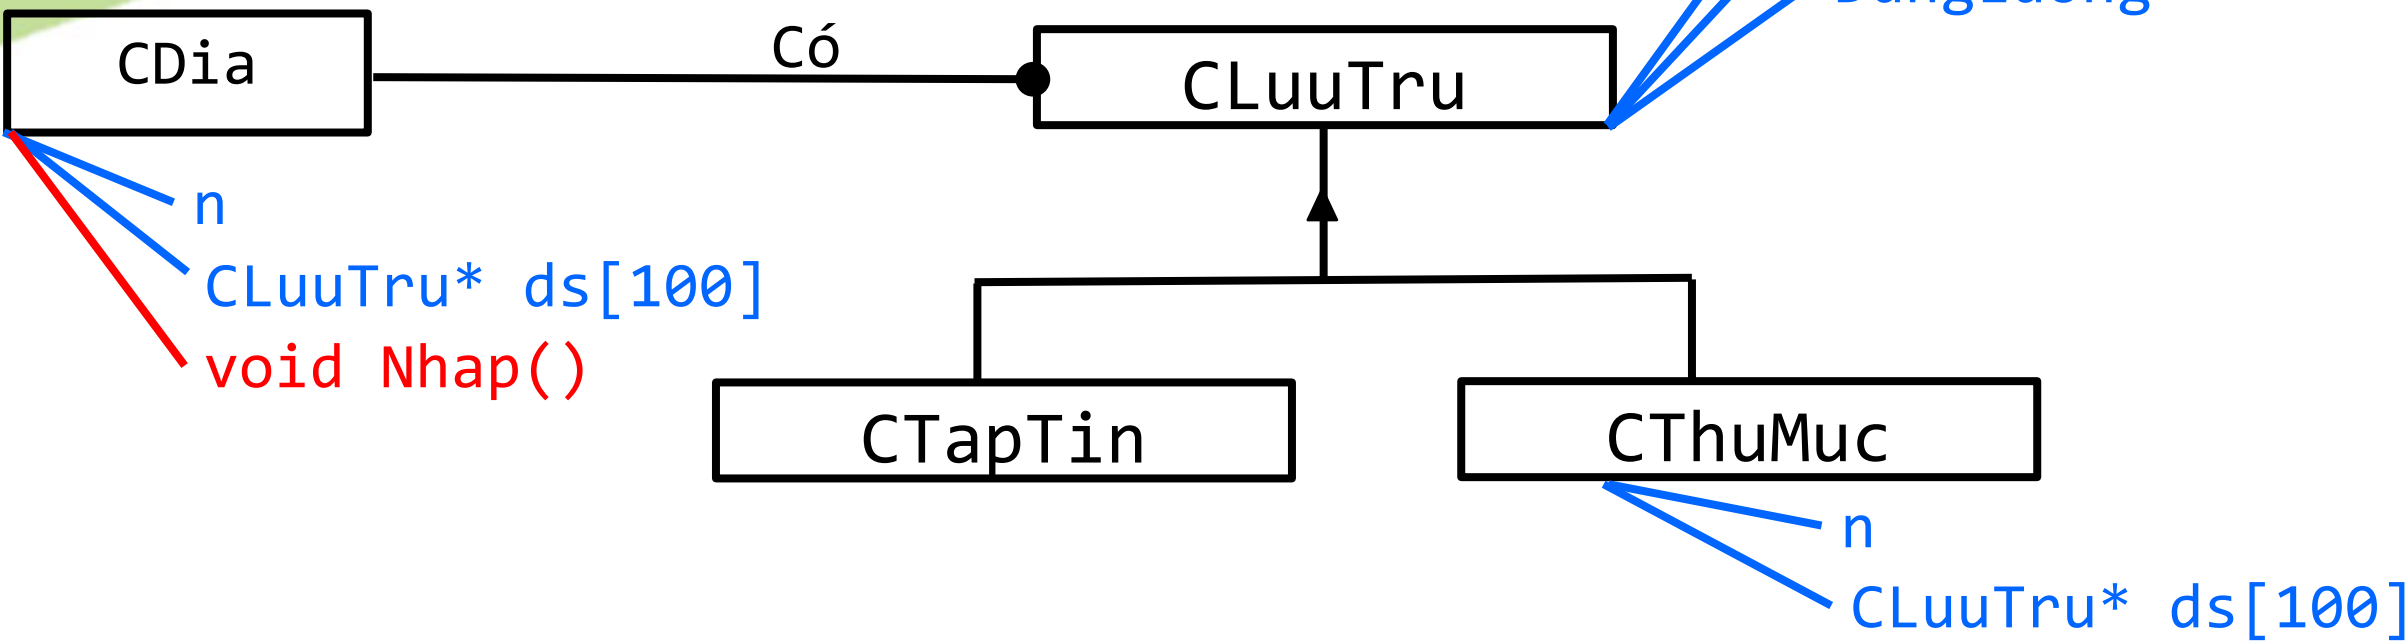 CDia
Có
CLuuTru
n
CLuuTru* ds[100]
void Nhap()
CTapTin
CThuMuc
n
CLuuTru* ds[100]